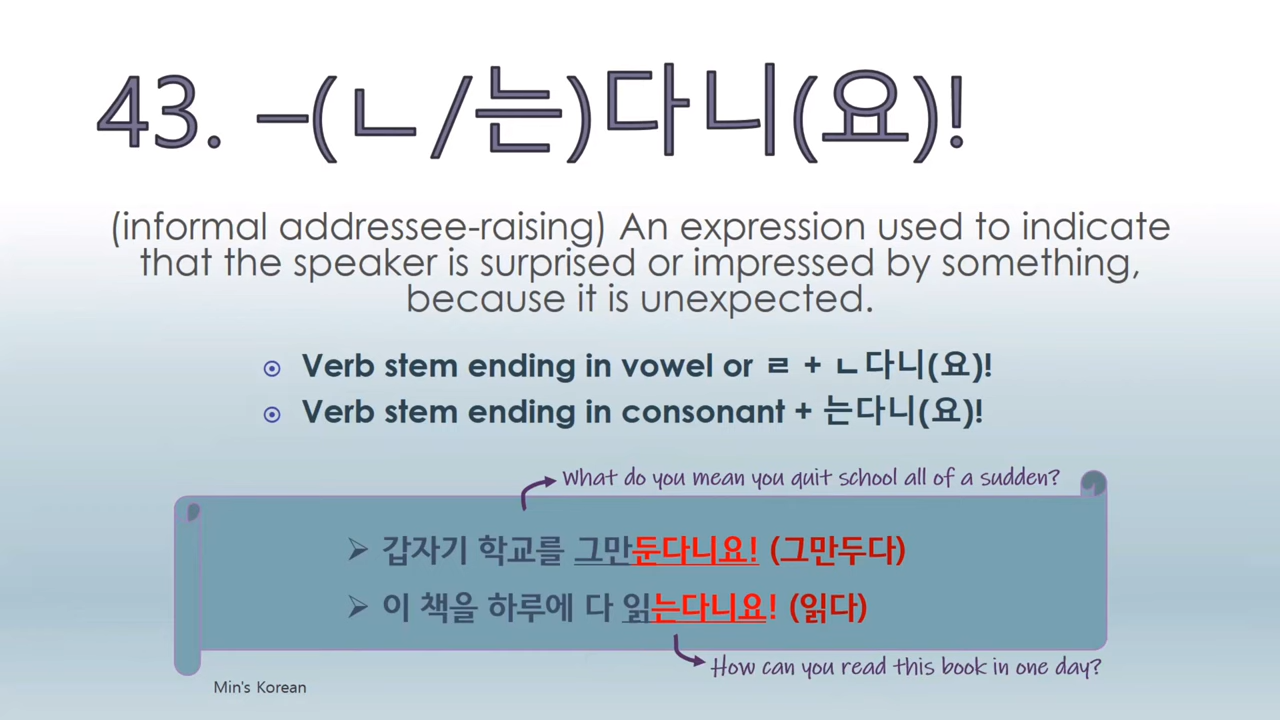 43. –(ㄴ/는)다니(요)!
(informal addressee-raising) An expression used to indicate
that the speaker is surprised or impressed by something,
because it is unexpected.
Verb stem ending in vowel or ㄹ + ㄴ다니(요)!
Verb stem ending in consonant + 는다니(요)!
What do you mean you quit school all of a sudden?
갑자기 학교를 그만둔다니요! (그만두다)
이 책을 하루에 다 읽는다니요! (읽다)
How can you read this book in one day?
Min's Korean